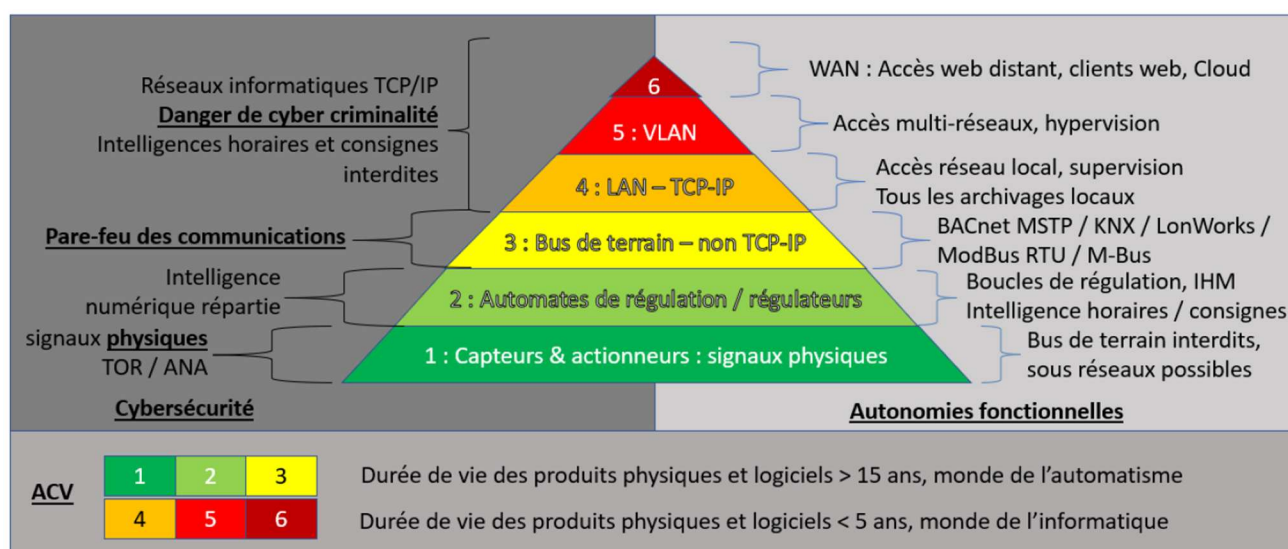 Réseaux informatiques TCP/IP
Danger de cyber criminalité
Intelligences horaires et consignes
interdites
Pare-feu des communications
Intelligence
numérique répartie
signaux physiques
TOR / ANA
Cybersécurité
6
5 : VLAN
4 : LAN – TCP-IP
3 : Bus de terrain – non TCP-IP
2 : Automates de régulation / régulateurs
1 : Capteurs & actionneurs : signaux physiques
WAN : Accès web distant, clients web, Cloud
Accès multi-réseaux, hypervision
Accès réseau local, supervision
Tous les archivages locaux
BACnet MSTP / KNX / LonWorks /
ModBus RTU / M-Bus
Boucles de régulation, IHM
Intelligence horaires / consignes
Bus de terrain interdits,
sous réseaux possibles
Autonomies fonctionnelles
ACV
1 2 3
Durée de vie des produits physiques et logiciels > 15 ans, monde de l’automatisme
4 5 6
Durée de vie des produits physiques et logiciels < 5 ans, monde de l’informatique